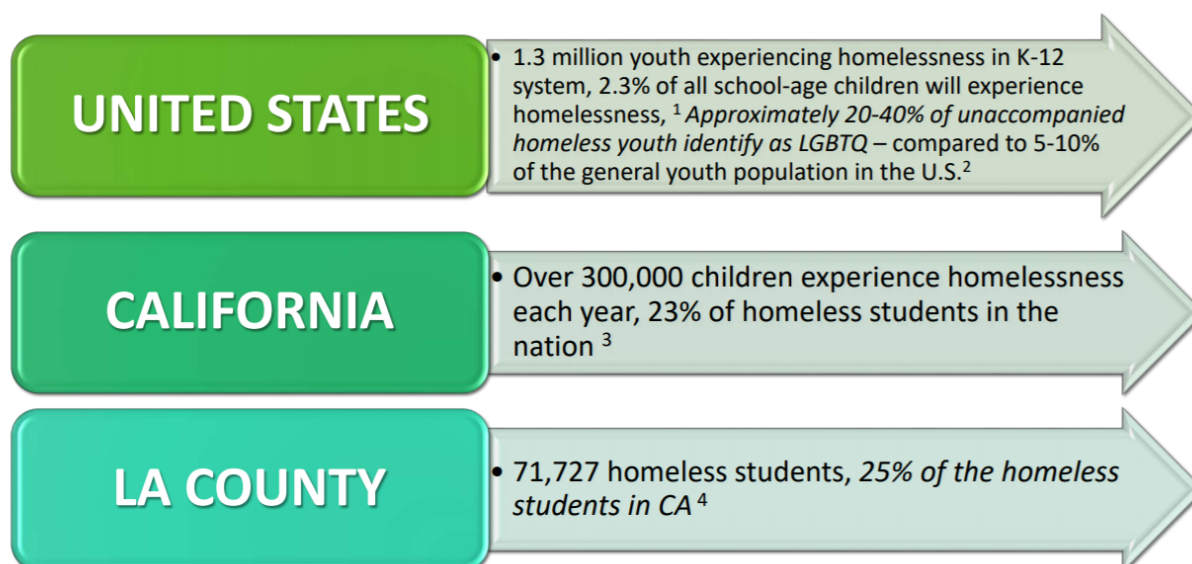 UNITED STATES
• 1.3 million youth experiencing homelessness in K-12
system, 2.3% of all school-age children will experience
homelessness, ¹ Approximately 20-40% of unaccompanied
homeless youth identify as LGBTQ – compared to 5-10%
of the general youth population in the U.S.²
CALIFORNIA
• Over 300,000 children experience homelessness
each year, 23% of homeless students in the
nation ³
LA COUNTY
• 71,727 homeless students, 25% of the homeless
students in CA ⁴